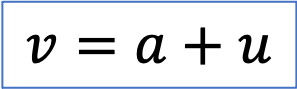 v = a + u